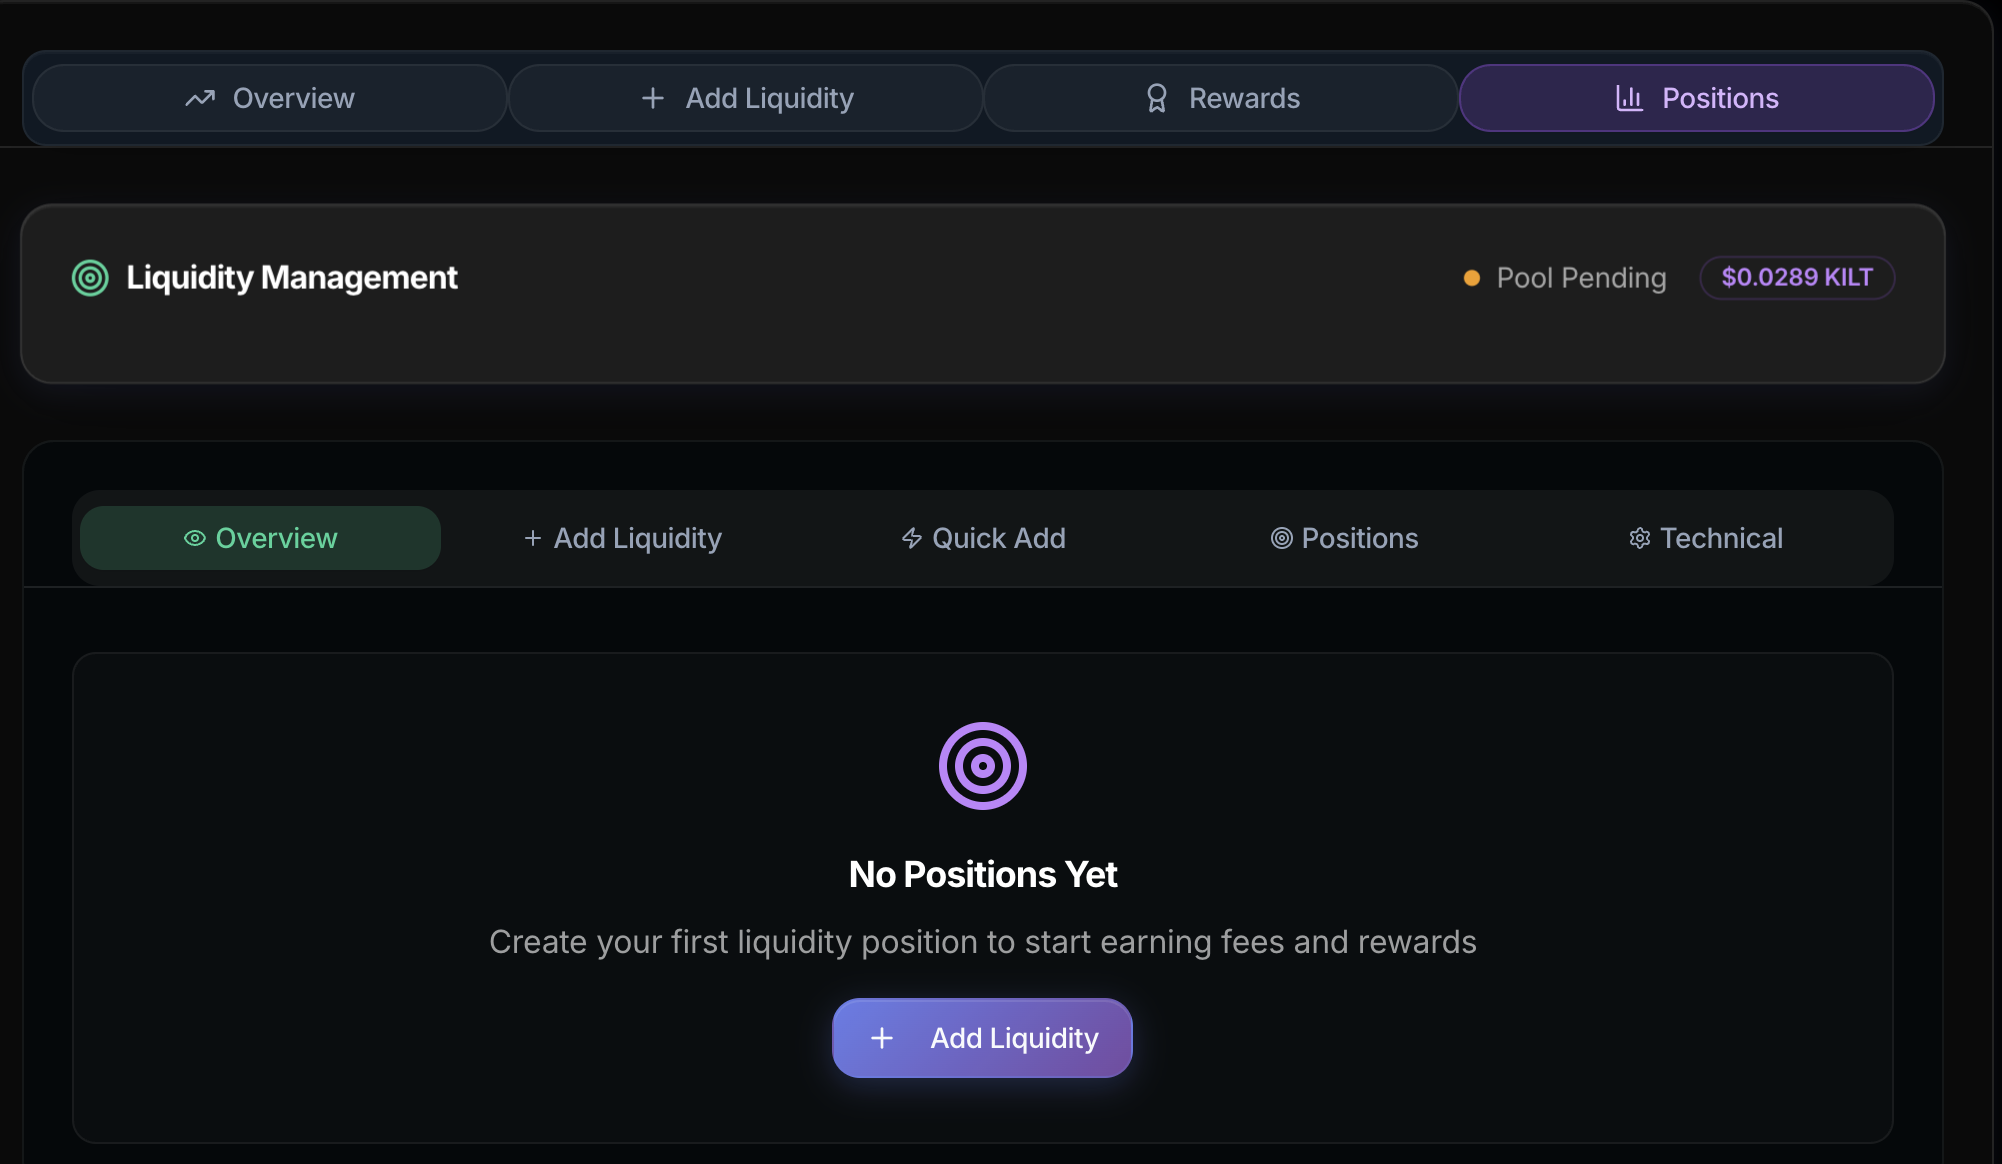 Overview
Add Liquidity
Rewards
Positions
Liquidity Management
Pool Pending
$0.0289 KILT
Overview
Add Liquidity
Quick Add
Positions
Technical
No Positions Yet
Create your first liquidity position to start earning fees and rewards
Add Liquidity